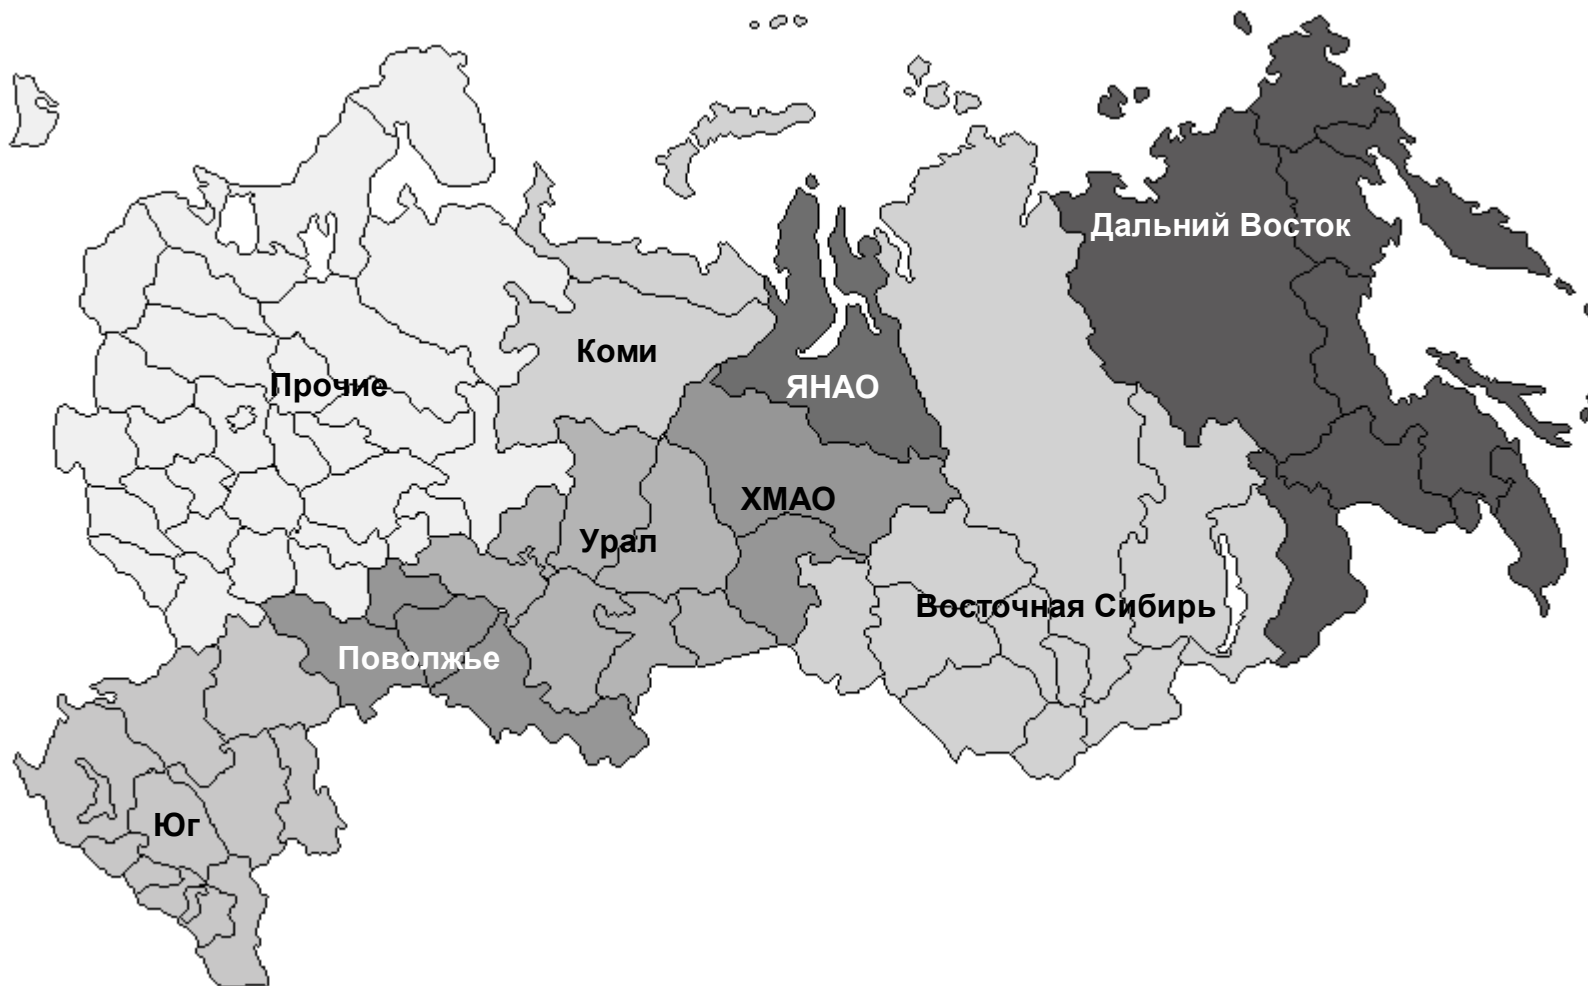 Дальний Восток
Коми
Прочие
ЯНАО
ХМАО
Урал
Восточная Сибирь
Поволжье
Юг